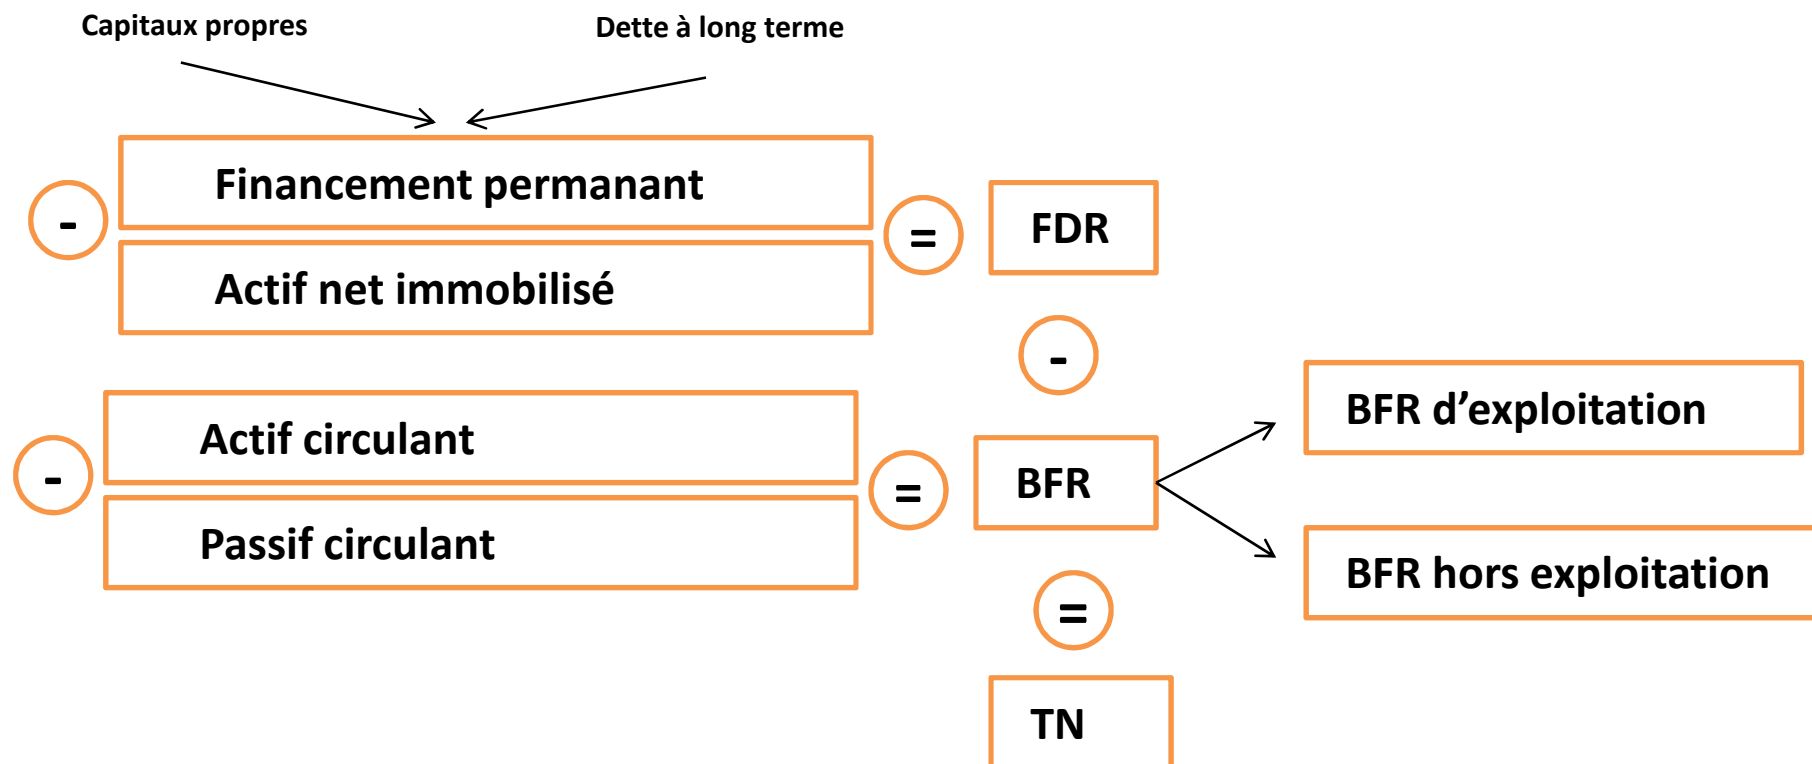 Capitaux propres
Dette à long terme
Financement permanant
-
=
FDR
Actif net immobilisé
-
BFR d’exploitation
Actif circulant
-
=
BFR
Passif circulant
BFR hors exploitation
=
TN